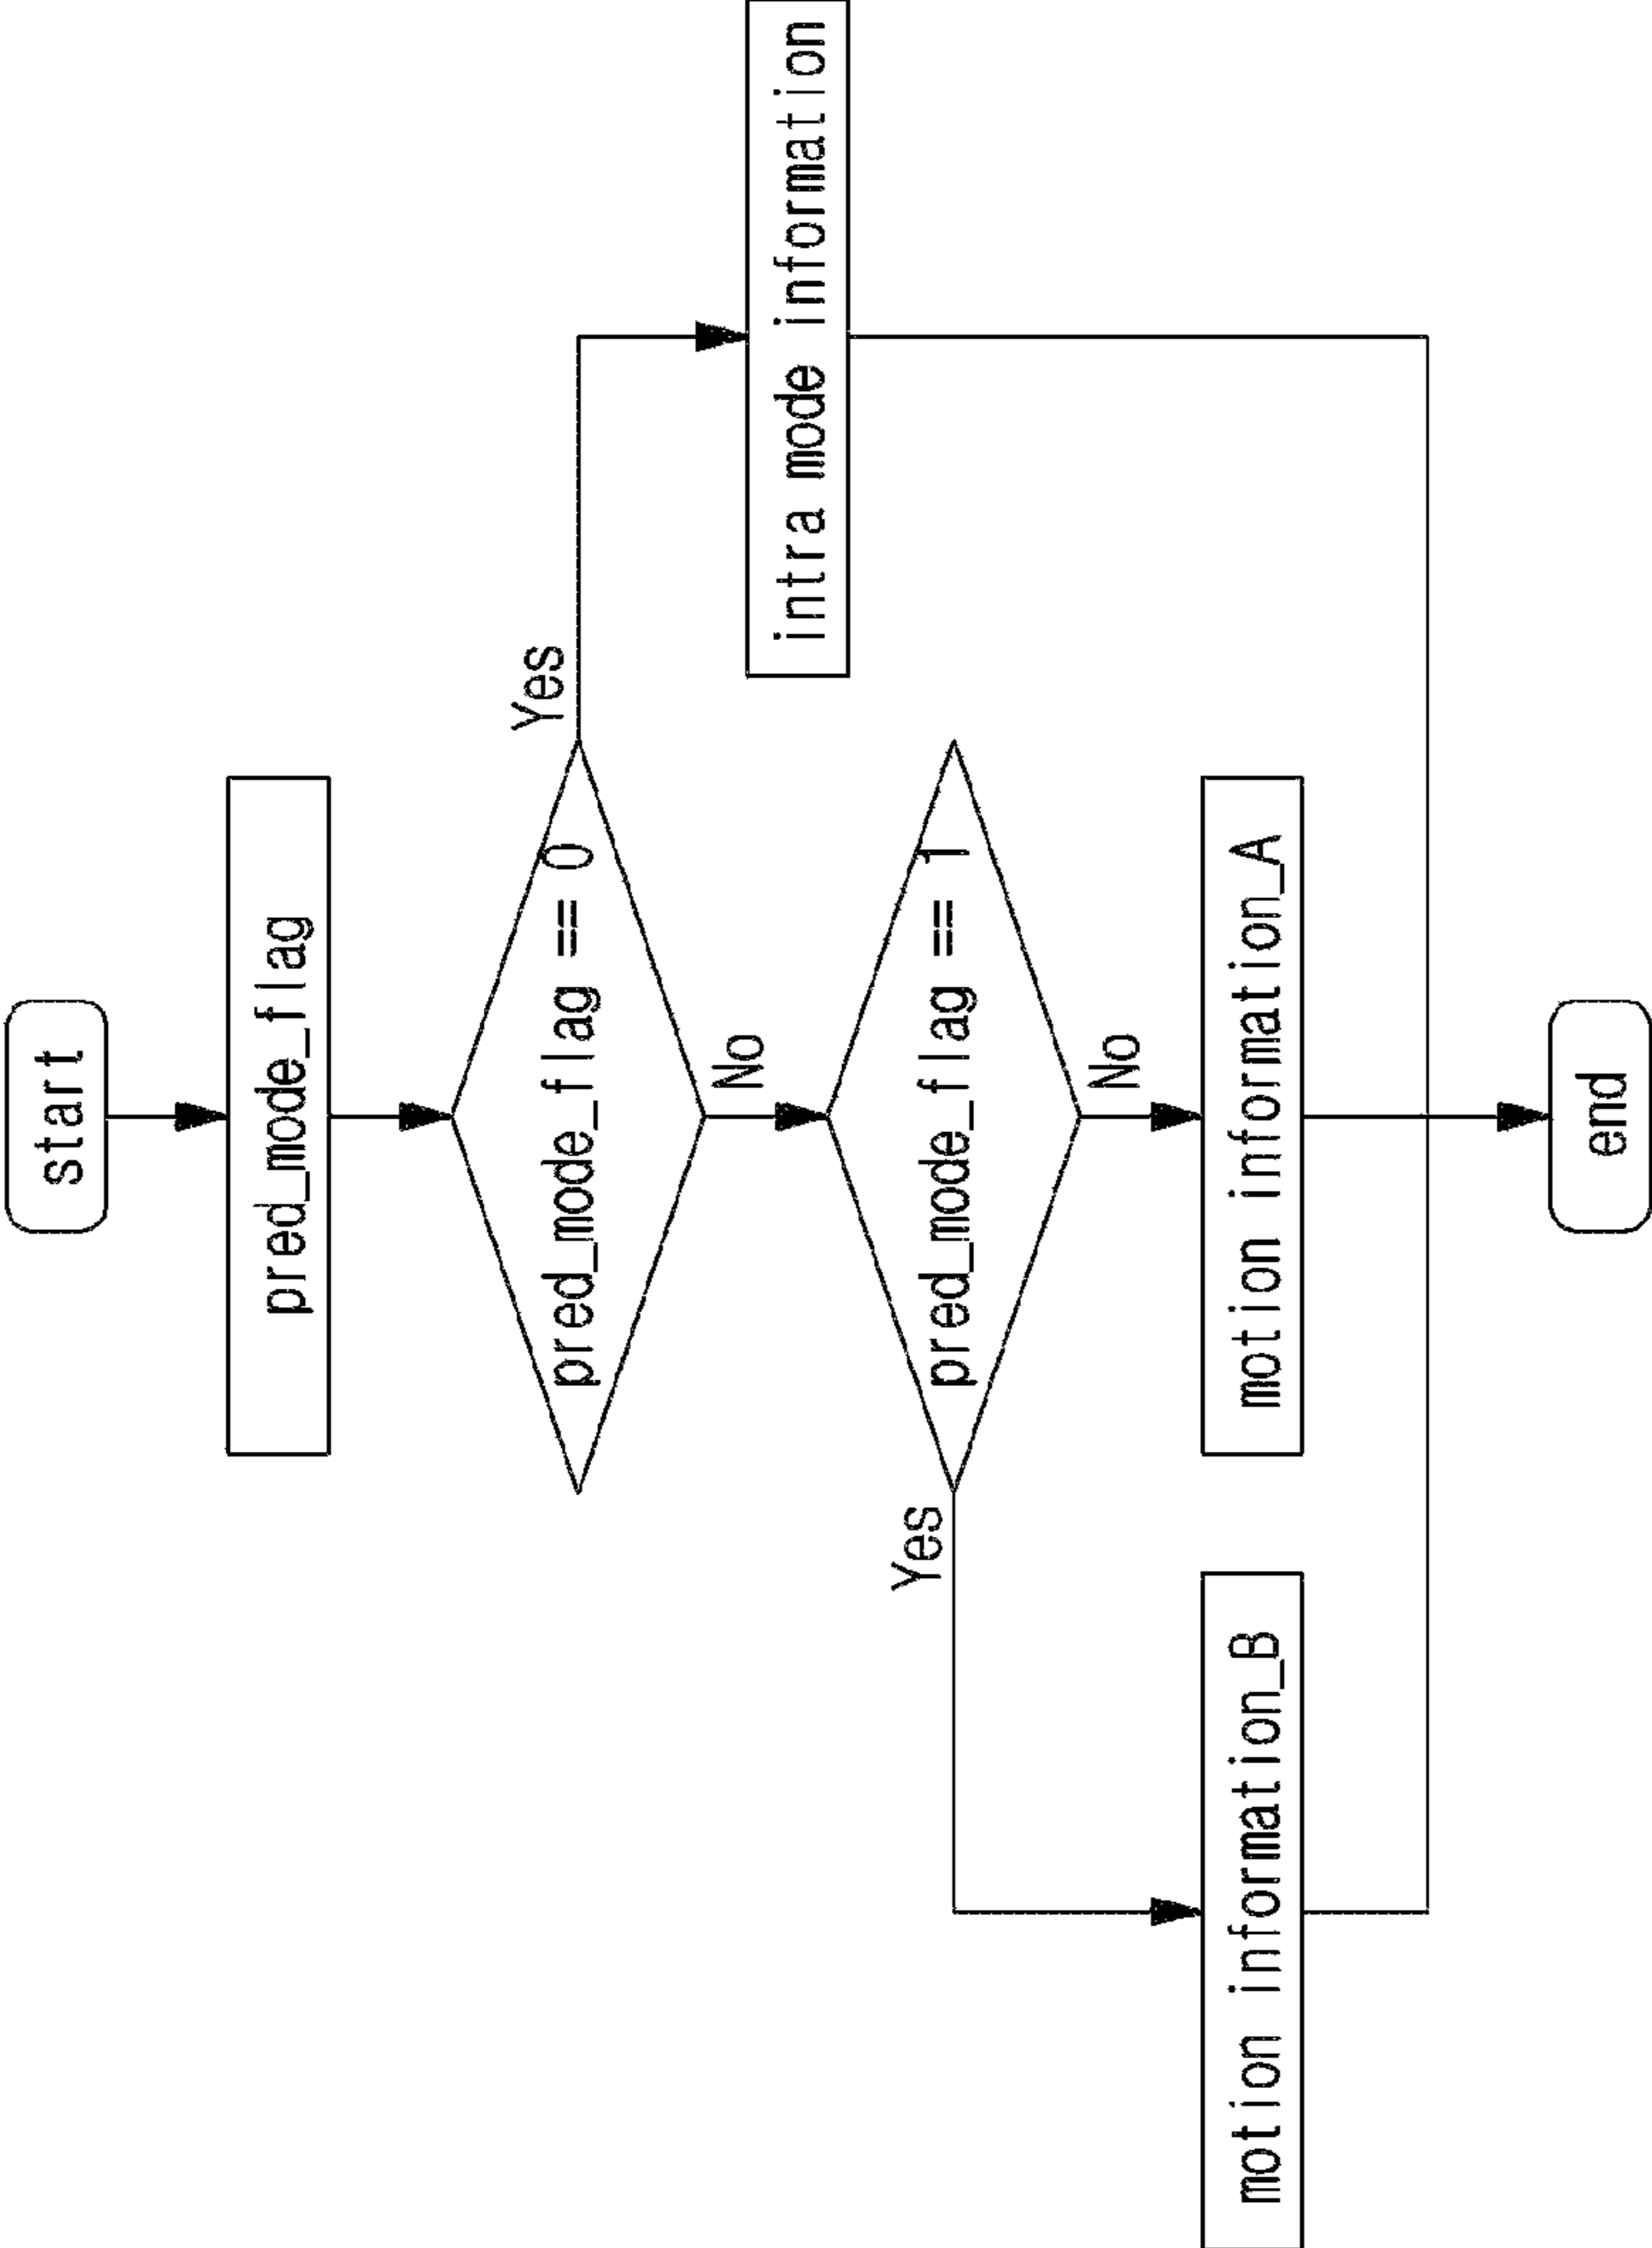 start
pred_mode_flag
pred_mode_flag == 0
Yes
No
intra mode information
pred_mode_flag == 1
Yes
No
motion information_B
motion information_A
end